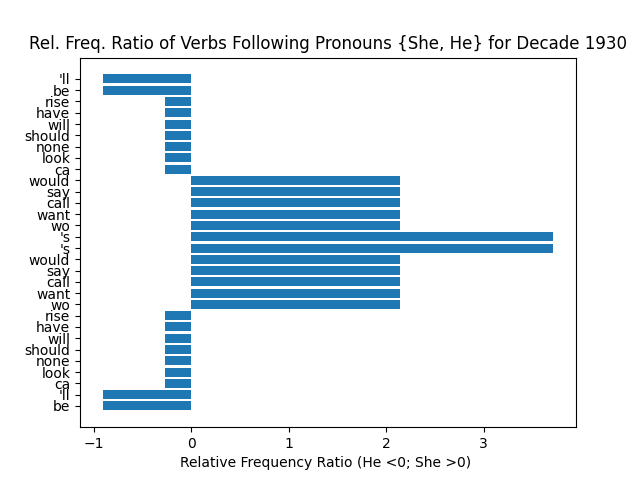 Rel. Freq. Ratio of Verbs Following Pronouns {She, He} for Decade 1930
'll
be
rise
have
will
should
none
look
ca
would
say
call
want
wo
's
's
would
say
call
want
wo
rise
have
will
should
none
look
ca
'll
be
−1 0 1 2 3
Relative Frequency Ratio (He <0; She >0)